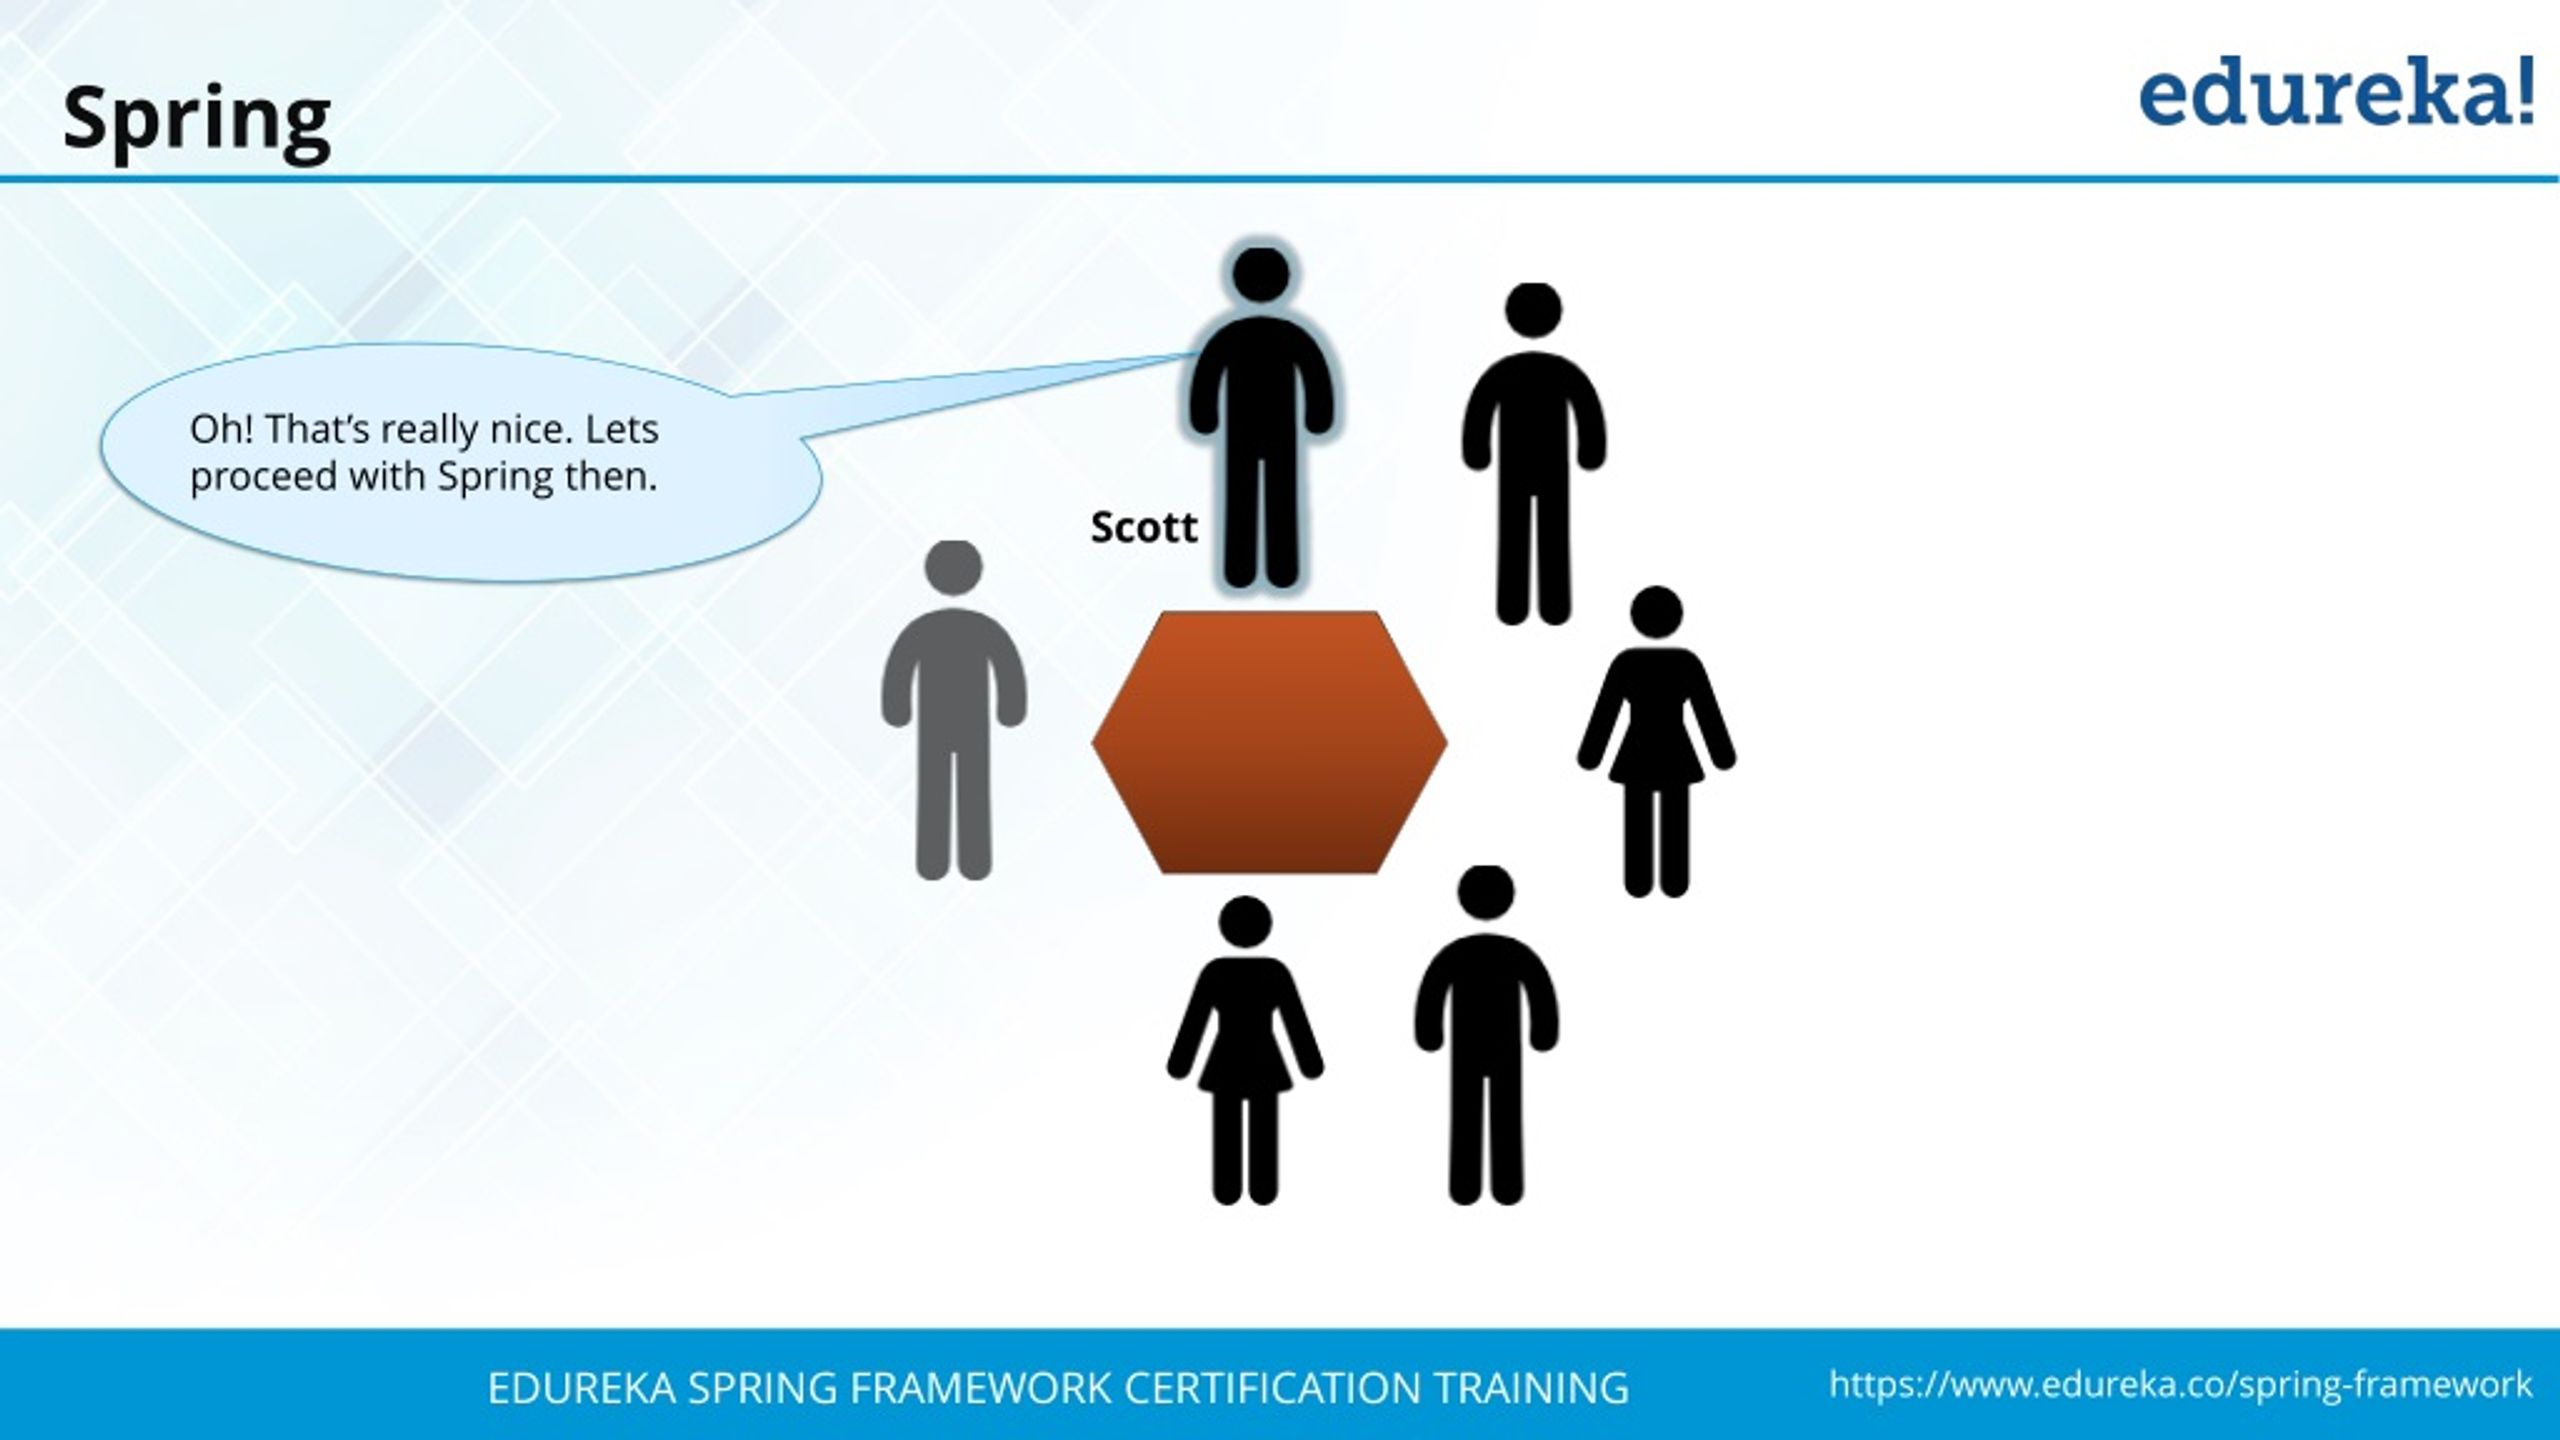 Spring
edureka!
Oh! That’s really nice. Lets
proceed with Spring then.
Scott
EDUREKA SPRING FRAMEWORK CERTIFICATION TRAINING
https://www.edureka.co/spring-framework